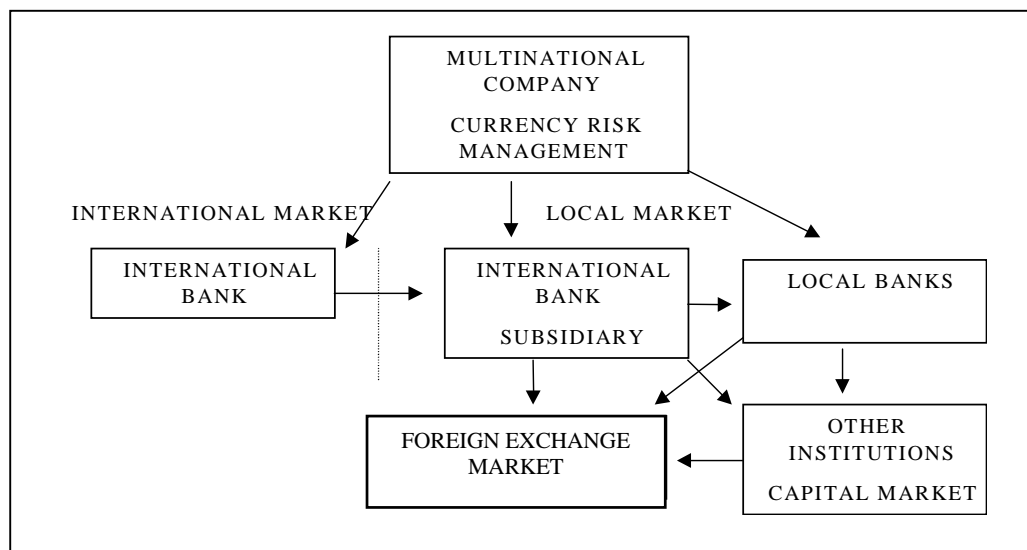 MULTINATIONAL
COMPANY
CURRENCY RISK
MANAGEMENT
INTERNATIONAL MARKET
LOCAL MARKET
INTERNATIONAL
BANK
INTERNATIONAL
BANK
SUBSIDIARY
LOCAL BANKS
FOREIGN EXCHANGE
MARKET
OTHER
INSTITUTIONS
CAPITAL MARKET